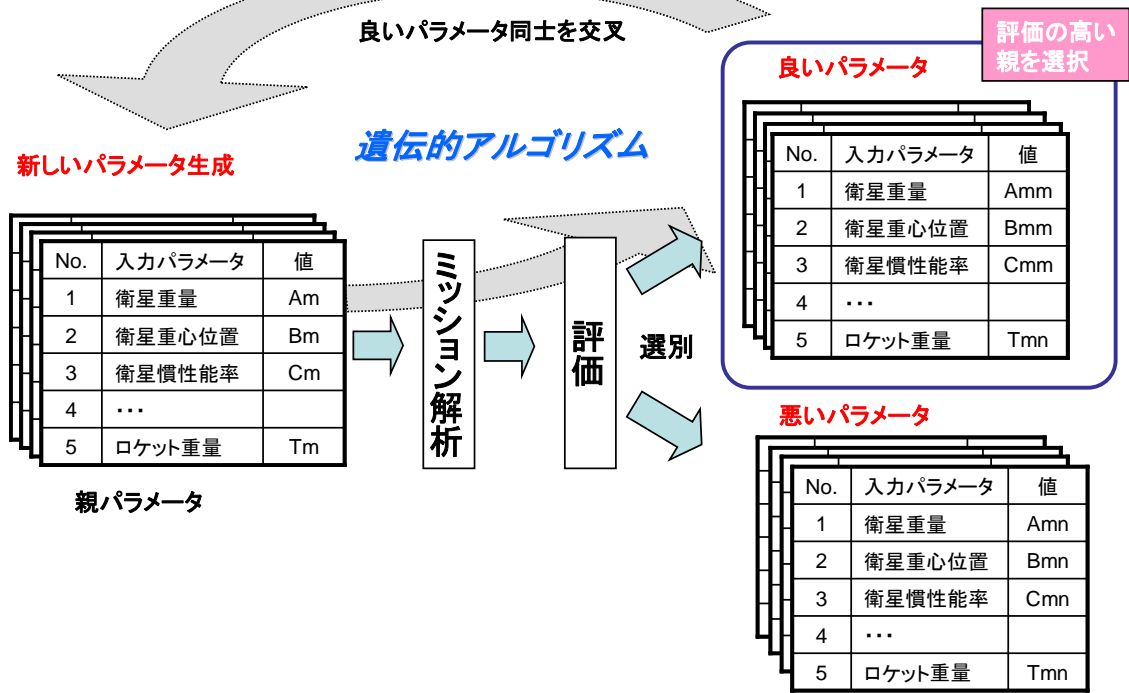 良いパラメータ同士を交叉
評価の高い
親を選択
良いパラメータ
遺伝的アルゴリズム
新しいパラメータ生成
No. 入力パラメータ 値
1 衛星重量 Am
2 衛星重心位置 Bm
3 衛星慣性能率 Cm
4 ・・・
5 ロケット重量 Tm
親パラメータ
ミッション解析
評価
選別
No. 入力パラメータ 値
1 衛星重量 Amm
2 衛星重心位置 Bmm
3 衛星慣性能率 Cmm
4 ・・・
5 ロケット重量 Tmn
悪いパラメータ
No. 入力パラメータ 値
1 衛星重量 Amn
2 衛星重心位置 Bmn
3 衛星慣性能率 Cmn
4 ・・・
5 ロケット重量 Tmn